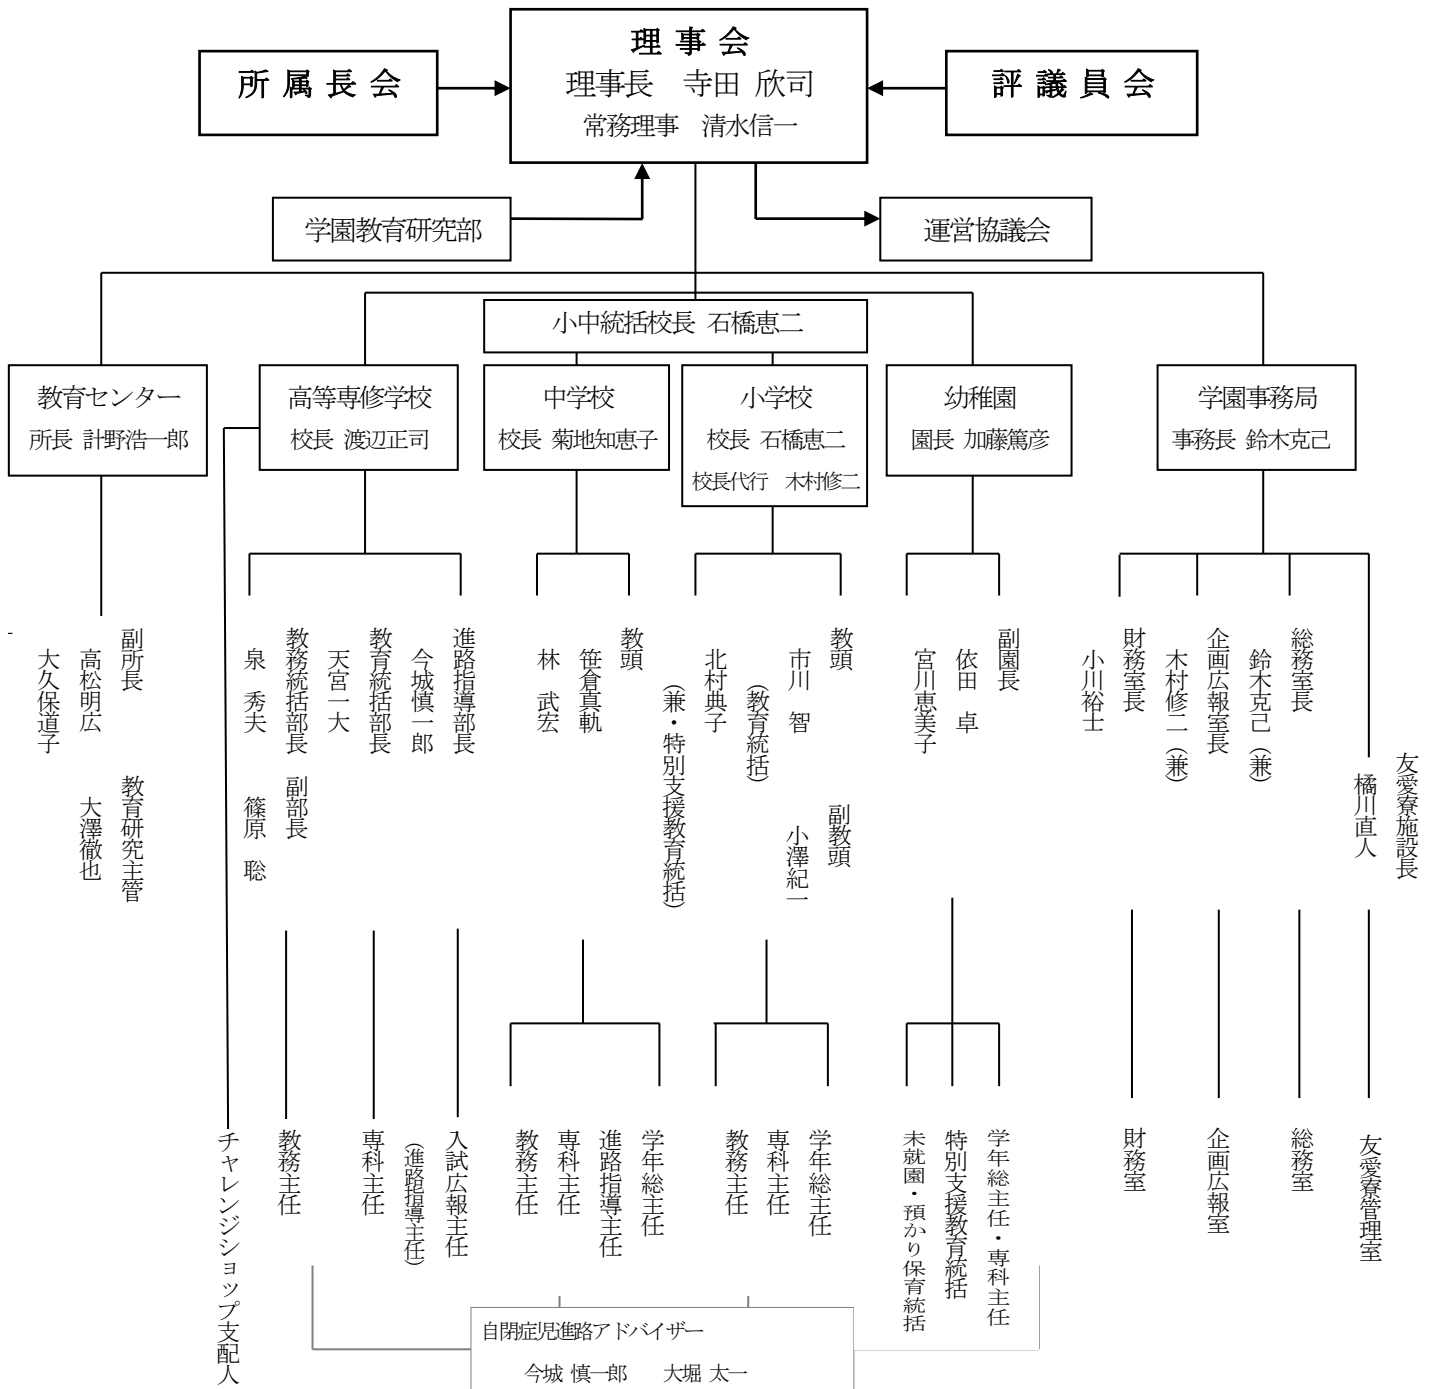 理事会
理事長　寺田 欣司
常務理事　清水信一
所属長会
評議員会
学園教育研究部
運営協議会
小中統括校長 石橋恵二
教育センター
所長 計野浩一郎
高等専修学校
校長 渡辺正司
中学校
校長 菊地知恵子
小学校
校長 石橋恵二
校長代行　木村修二
幼稚園
園長 加藤篤彦
学園事務局
事務長 鈴木克己
副所長
高松明広
大久保道子
教育研究主管
大澤徹也
進路指導部長
今城慎一郎
教育統括部長
天宮一大
教務統括部長
泉　秀夫
副部長
篠原　聡
教頭
笹倉真軌
林　武宏
教頭
市川　智
(教育統括)
北村典子
(兼・特別支援教育統括)
副教頭
小澤紀一
副園長
依田　卓
宮川恵美子
総務室長
鈴木克己(兼)
企画広報室長
木村修二(兼)
財務室長
小川裕士
友愛寮施設長
橘川直人
チャレンジショップ支配人
教務主任
専科主任
入試広報主任
(進路指導主任)
学年総主任
進路指導主任
専科主任
教務主任
学年総主任
専科主任
教務主任
学年総主任・専科主任
特別支援教育統括
未就園・預かり保育統括
財務室
企画広報室
総務室
友愛寮管理室
自閉症児進路アドバイザー
今城 慎一郎　　大堀 太一